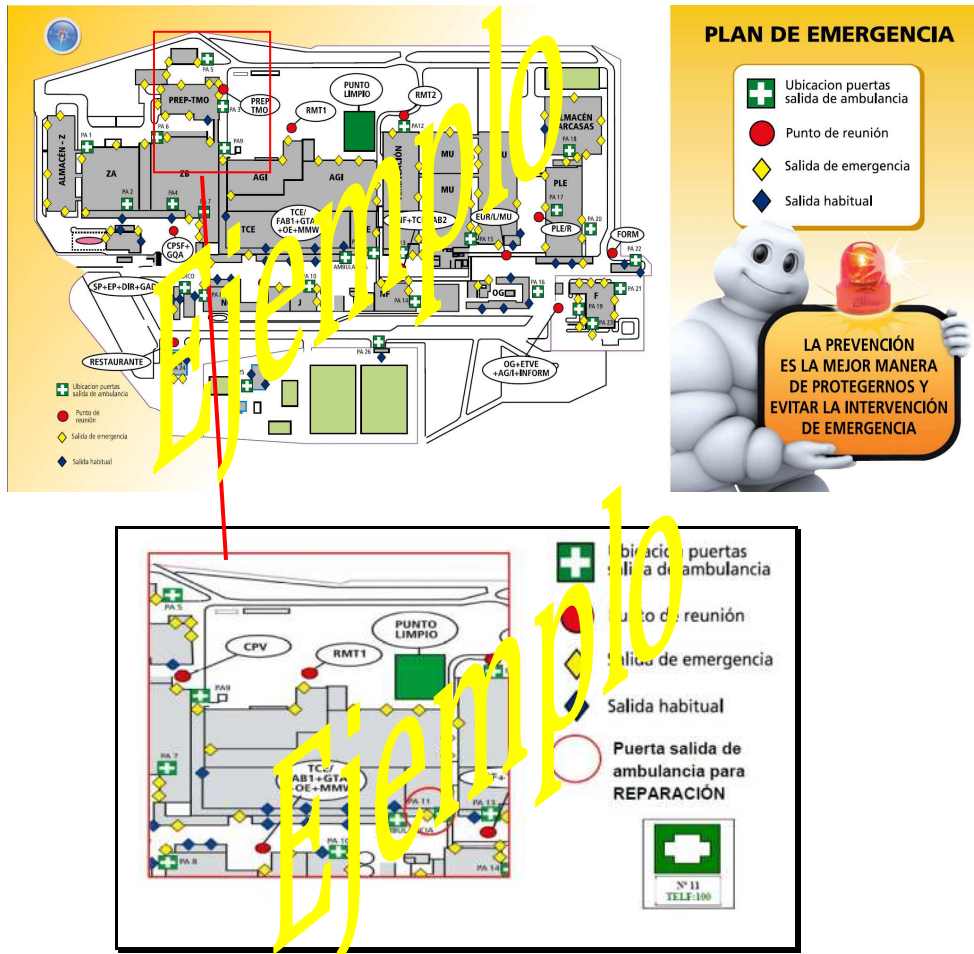 PLAN DE EMERGENCIA
Ubicacion puertas
salida de ambulancia
Punto de reunión
Salida de emergencia
Salida habitual
LA PREVENCIÓN
ES LA MEJOR MANERA
DE PROTEGERNOS Y
EVITAR LA INTERVENCIÓN
DE EMERGENCIA
Ejemplo
PA 5
PREP-TMO
PREP
TMO
PA 3
RMT1
PUNTO
LIMPIO
RMT2
PA12
ALMACÉN - Z
PA 1
PA 6
PA9
ZA
ZB
AGI
AGI
MU
MU
PA 18
PLE
PA 2
PA4
PA 17
PA 20
TCE
TCE/
FAB1+GTA
+OE+MMW
EUR/L/MU
PA 15
PLE/R
FORM
PA 22
CPSF+
GQA
PA 10
PA 14
NF
J
OG
PA 16
F
PA 19
PA 21
PA 23
RESTAURANTE
PA 26
OG+ETVE
+AG/I+INFORM
Ubicacion puertas
salida de ambulancia
Punto de
reunión
Salida de emergencia
Salida habitual
Ejemplo
PA 5
CPV
RMT1
PUNTO
LIMPIO
PA9
PA 7
TCE/
FAB1+GTA
+OE+MMW
PA 11
PA 13
PA 8
PA 10
PA 14
Ubicacion puertas
salida de ambulancia
Punto de reunión
Salida de emergencia
Salida habitual
Puerta salida de
ambulancia para
REPARACIÓN
Nº 11
TELF:100